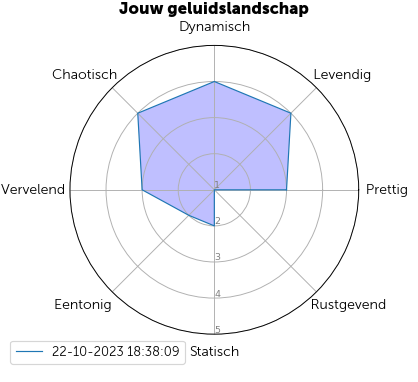 Jouw geluidslandschap
Dynamisch
Chaotisch
Levendig
Vervelend
1
Prettig
2
3
4
Eentonig
Rustgevend
5
22-10-2023 18:38:09
Statisch